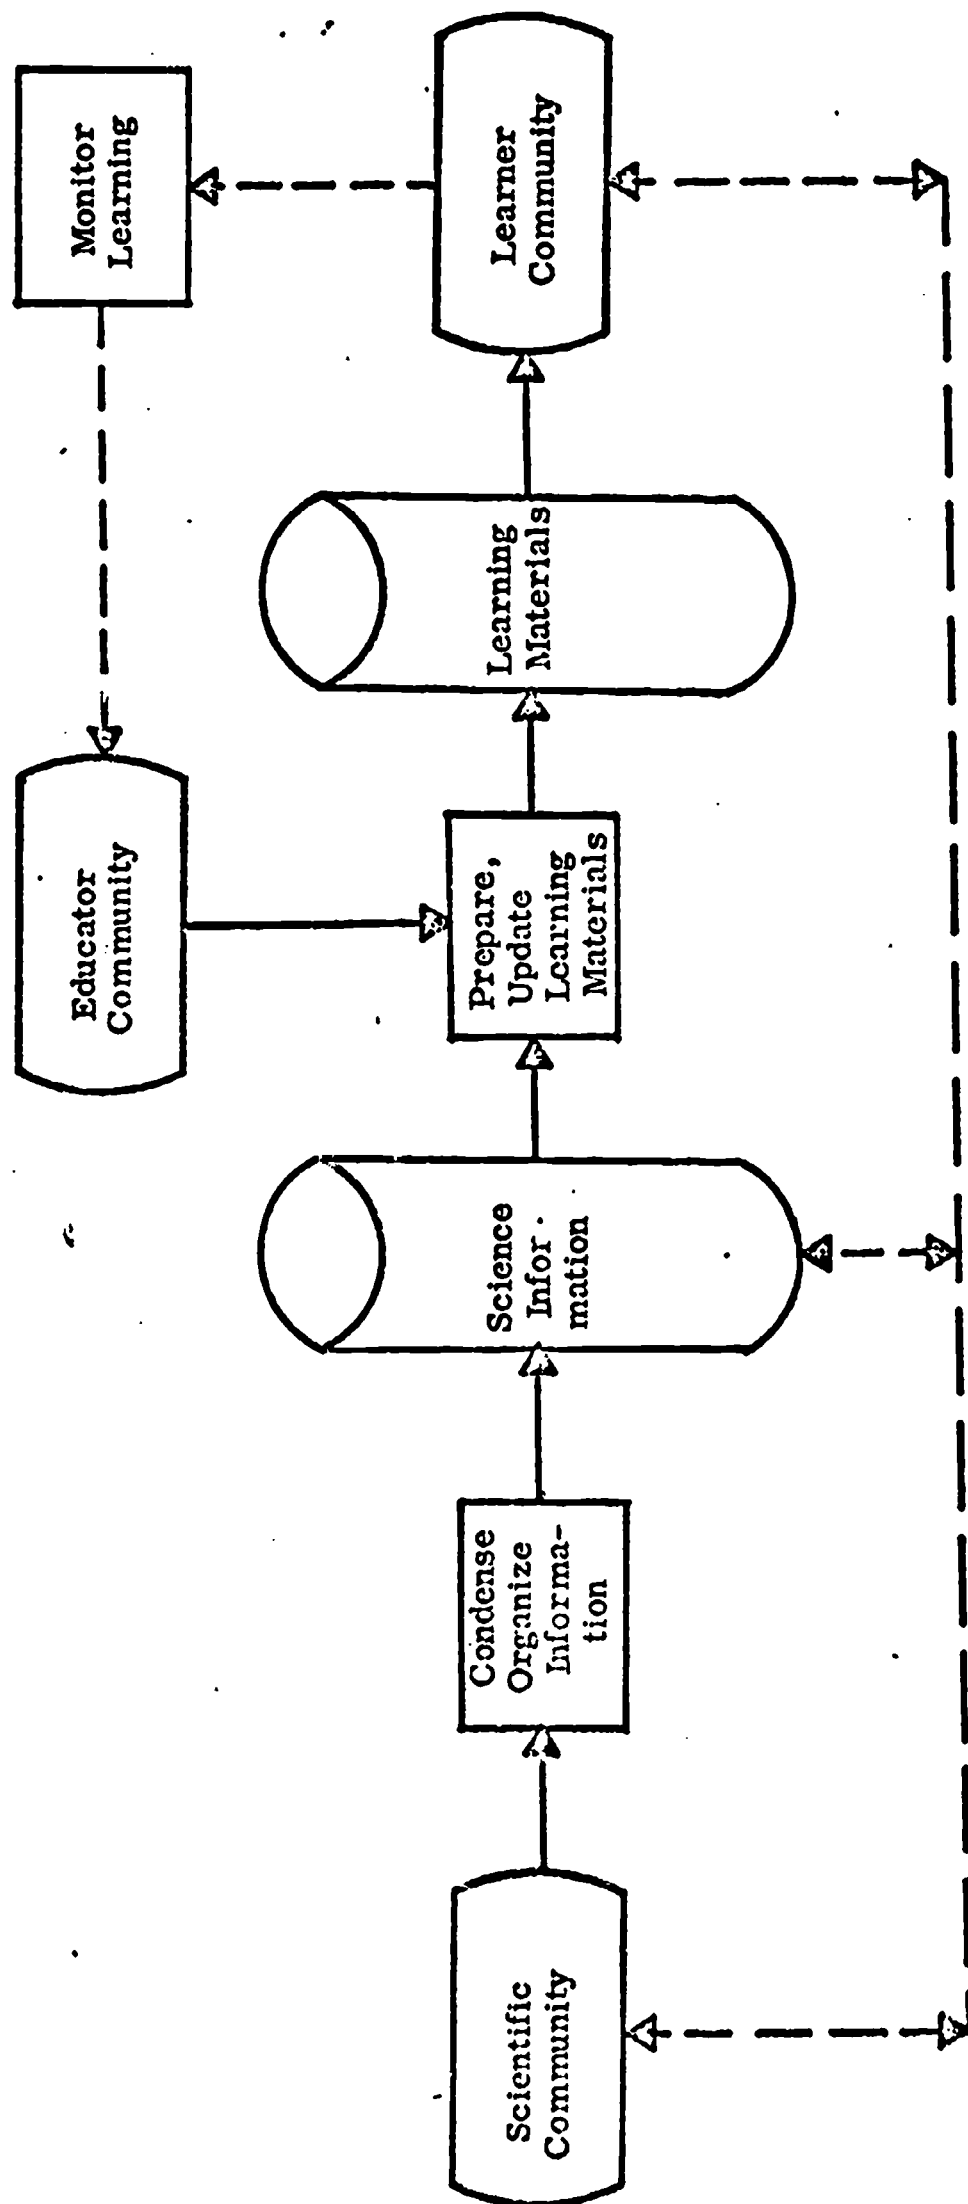 Educator
Community
Monitor
Learning
Scientific
Community
Condense
Organize
Informa-
tion
Science
Infor-
mation
Prepare,
Update
Learning
Materials
Learning
Materials
Learner
Community